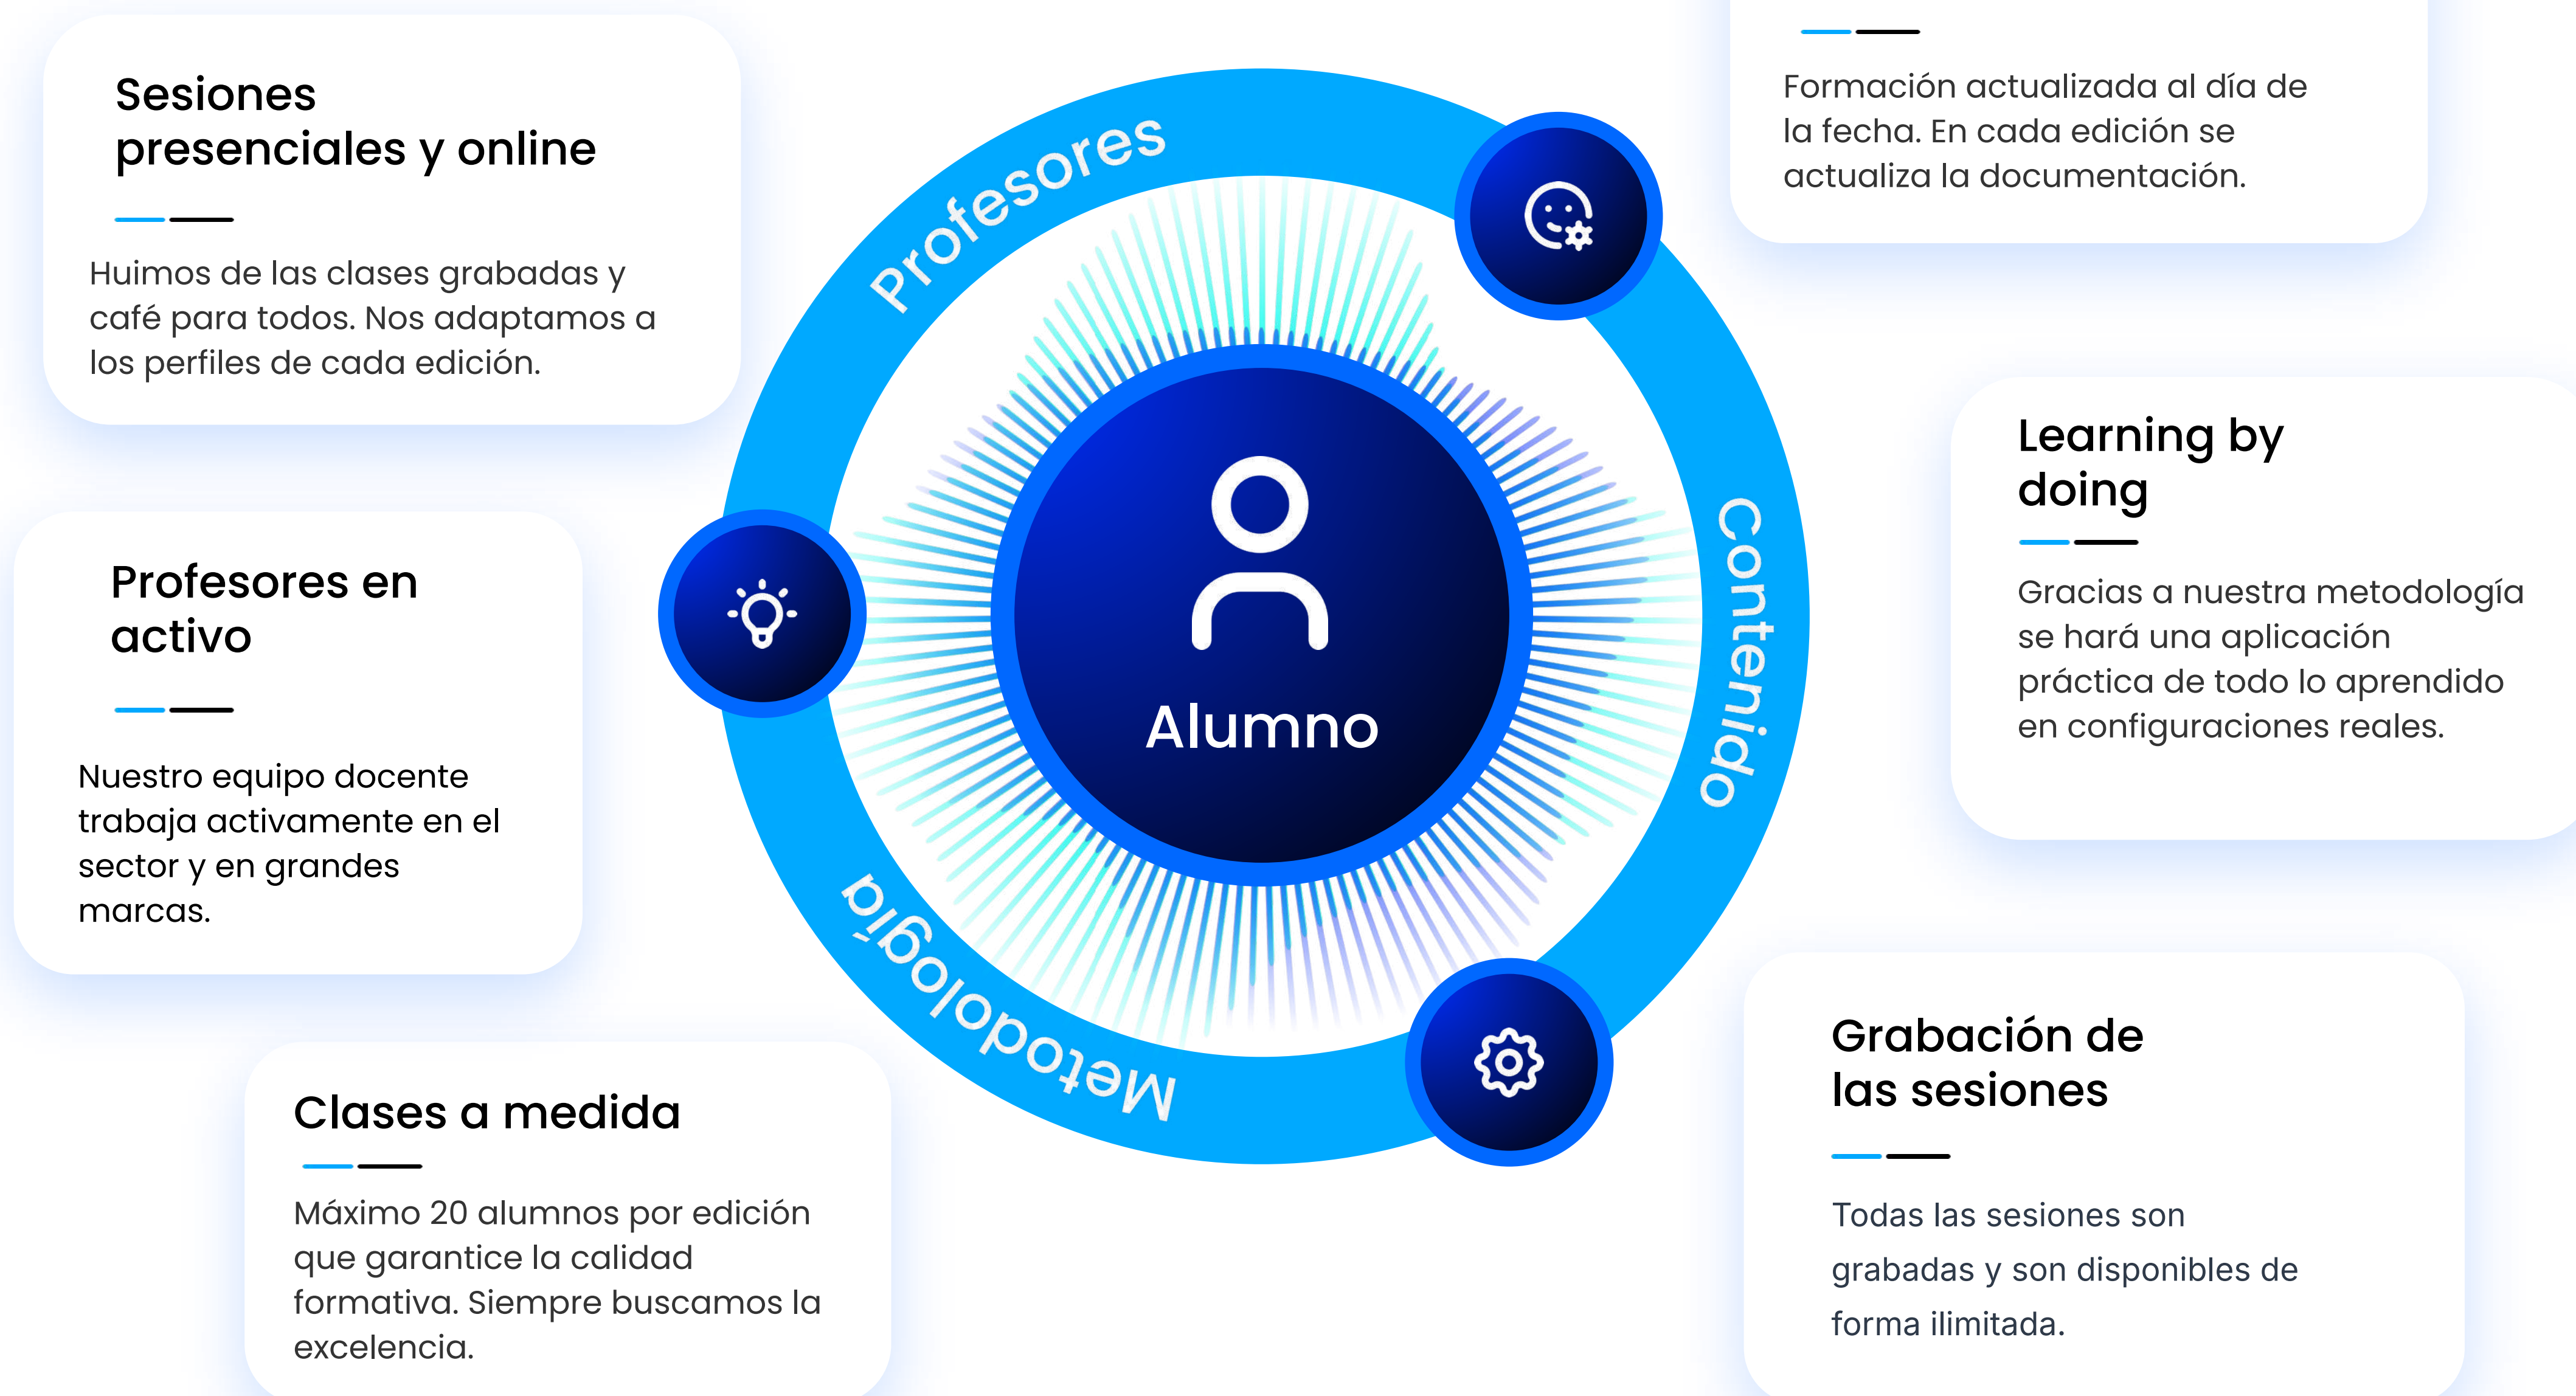 Sesiones
presenciales y online
Huimos de las clases grabadas y
café para todos. Nos adaptamos a
los perfiles de cada edición.
Profesores en
activo
Nuestro equipo docente
trabaja activamente en el
sector y en grandes
marcas.
Clases a medida
Máximo 20 alumnos por edición
que garantice la calidad
formativa. Siempre buscamos la
excelencia.
Profesores
Contenido
Metodología
Alumno
Formación actualizada al día de
la fecha. En cada edición se
actualiza la documentación.
Learning by
doing
Gracias a nuestra metodología
se hará una aplicación
práctica de todo lo aprendido
en configuraciones reales.
Grabación de
las sesiones
Todas las sesiones son
grabadas y son disponibles de
forma ilimitada.